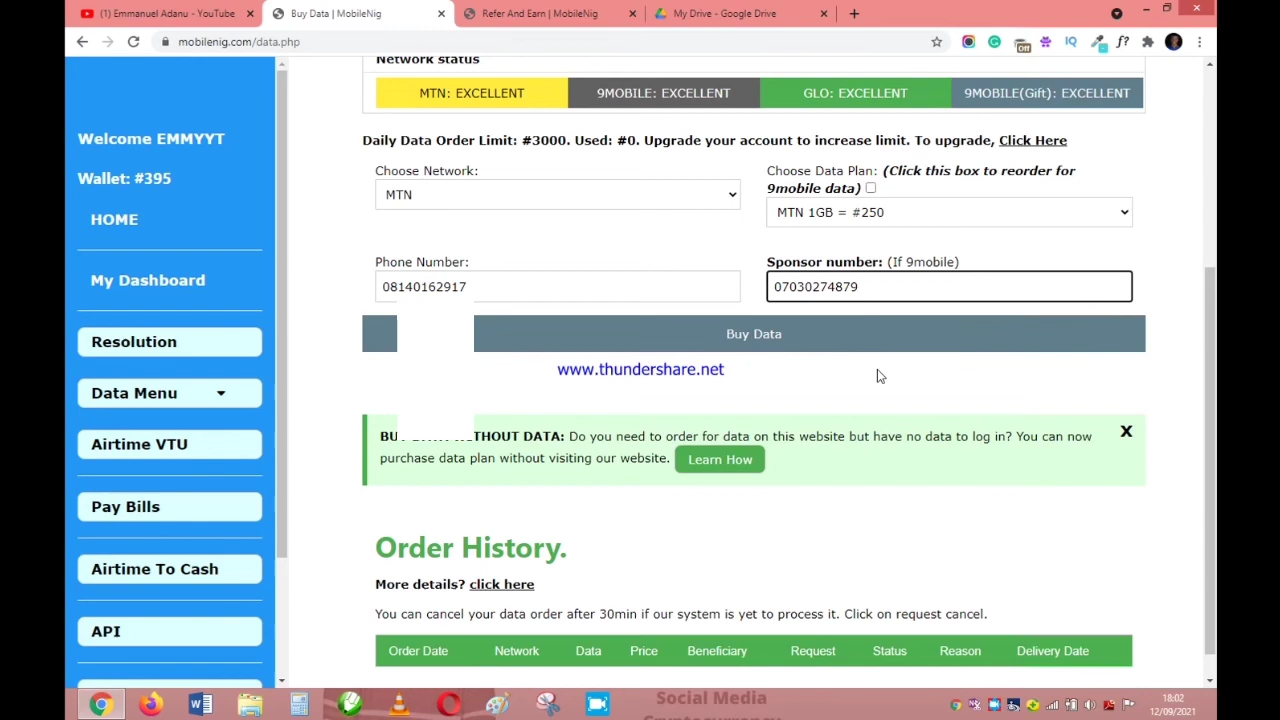 (1) Emmanuel Adanu - YouTube
Buy Data | MobileNig
Refer And Earn | MobileNig
My Drive - Google Drive
mobilenig.com/data.php
Off
f?
Network status
MTN: EXCELLENT
9MOBILE: EXCELLENT
GLO: EXCELLENT
9MOBILE(Gift): EXCELLENT
Welcome EMMYYT
Wallet: #395
HOME
My Dashboard
Resolution
Data Menu
Airtime VTU
Pay Bills
Airtime To Cash
API
Daily Data Order Limit: #3000. Used: #0. Upgrade your account to increase limit. To upgrade, Click Here
Choose Network:
MTN
Choose Data Plan: (Click this box to reorder for
9mobile data)
MTN 1GB = #250
Phone Number:
08140162917
Sponsor number: (If 9mobile)
07030274879
Buy Data
www.thundershare.net
THOUT DATA: Do you need to order for data on this website but have no data to log in? You can now
purchase data plan without visiting our website. Learn How
X
Order History.
More details? click here
You can cancel your data order after 30min if our system is yet to process it. Click on request cancel.
Order Date Network Data Price Beneficiary Request Status Reason Delivery Date
Social Media
18:02
12/09/2021